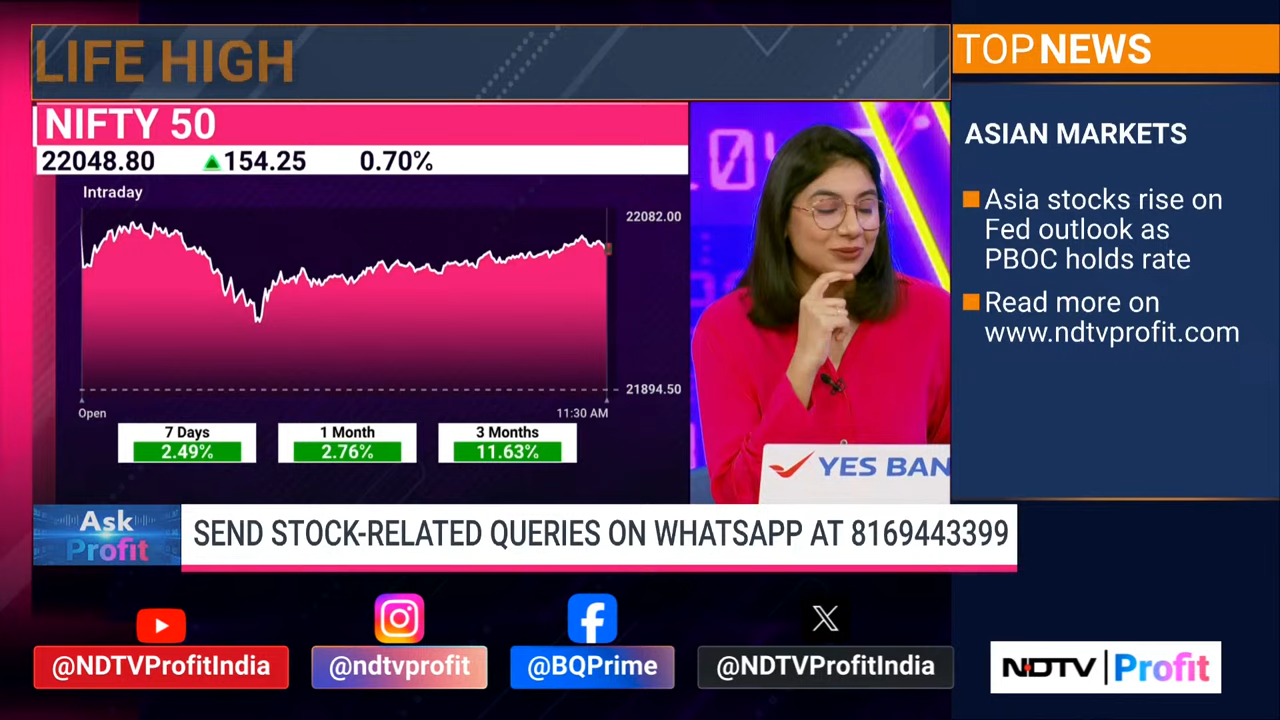 LIFE HIGH
NIFTY 50
22048.80 ▲154.25 0.70%
Intraday
22082.00
21894.50
Open 11:30 AM
7 Days
2.49%
1 Month
2.76%
3 Months
11.63%
YES BAN
TOP NEWS
ASIAN MARKETS
Asia stocks rise on
Fed outlook as
PBOC holds rate
Read more on
www.ndtvprofit.com
Ask
Profit
SEND STOCK-RELATED QUERIES ON WHATSAPP AT 8169443399
@NDTVProfitIndia
@ndtvprofit
@BQPrime
@NDTVProfitIndia
NDTV Profit